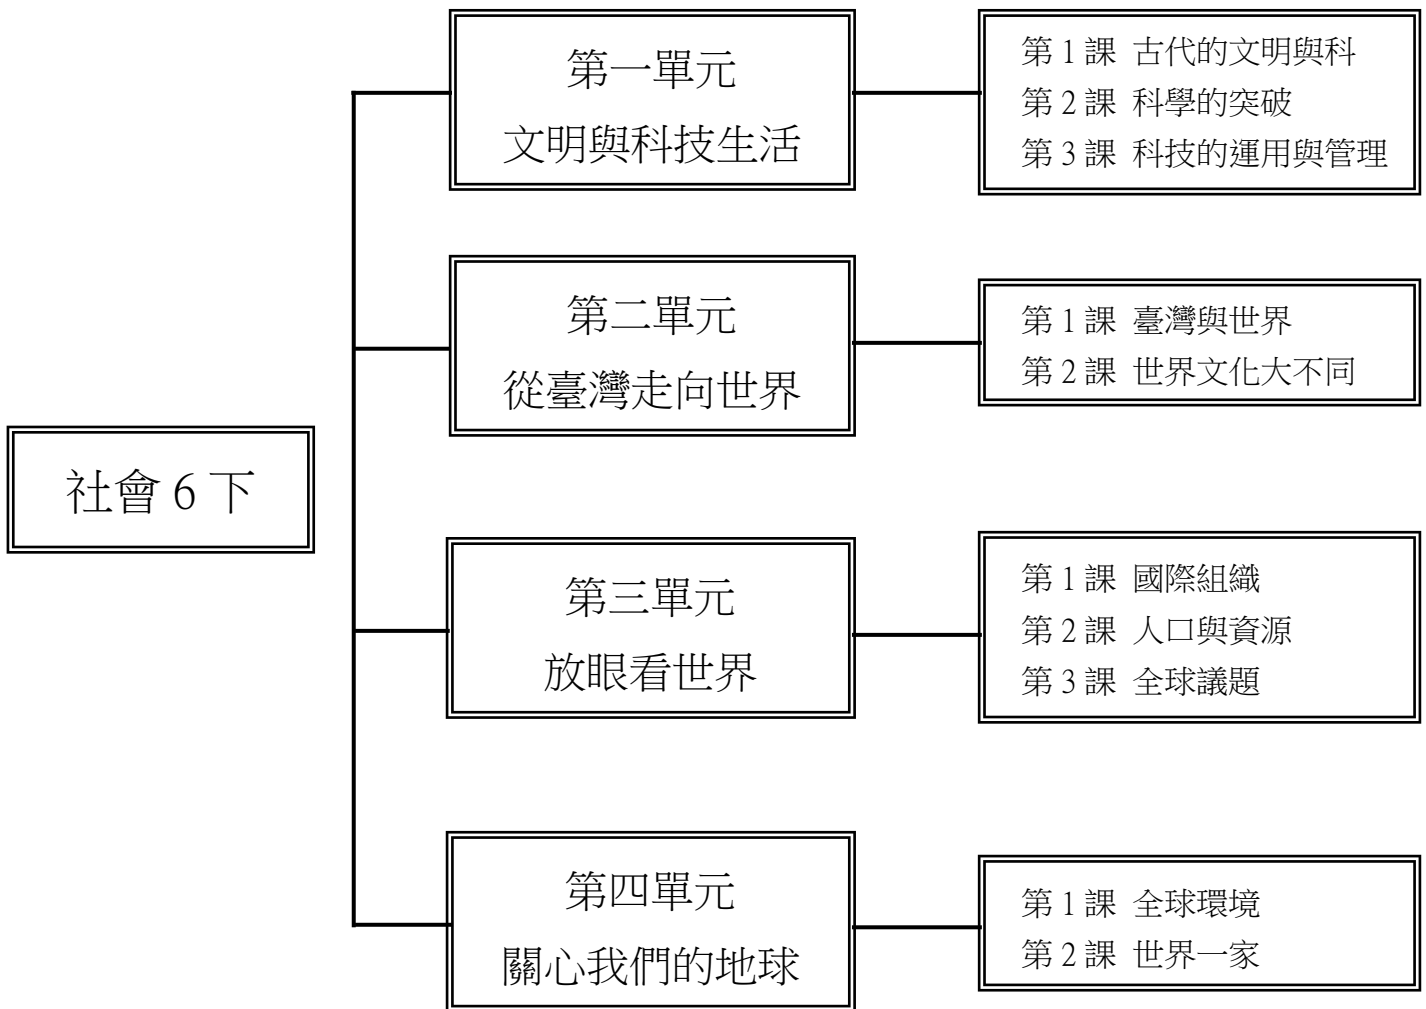 第一單元
文明與科技生活
第 1 課 古代的文明與科
第 2 課 科學的突破
第 3 課 科技的運用與管理
第二單元
從臺灣走向世界
第 1 課 臺灣與世界
第 2 課 世界文化大不同
社會 6 下
第三單元
放眼看世界
第 1 課 國際組織
第 2 課 人口與資源
第 3 課 全球議題
第四單元
關心我們的地球
第 1 課 全球環境
第 2 課 世界一家